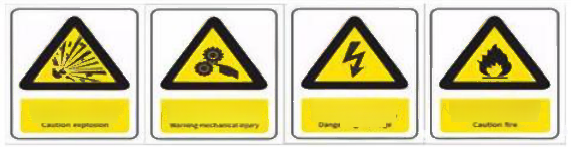 Caution explosion
Warning mechanical injury
Caution fire